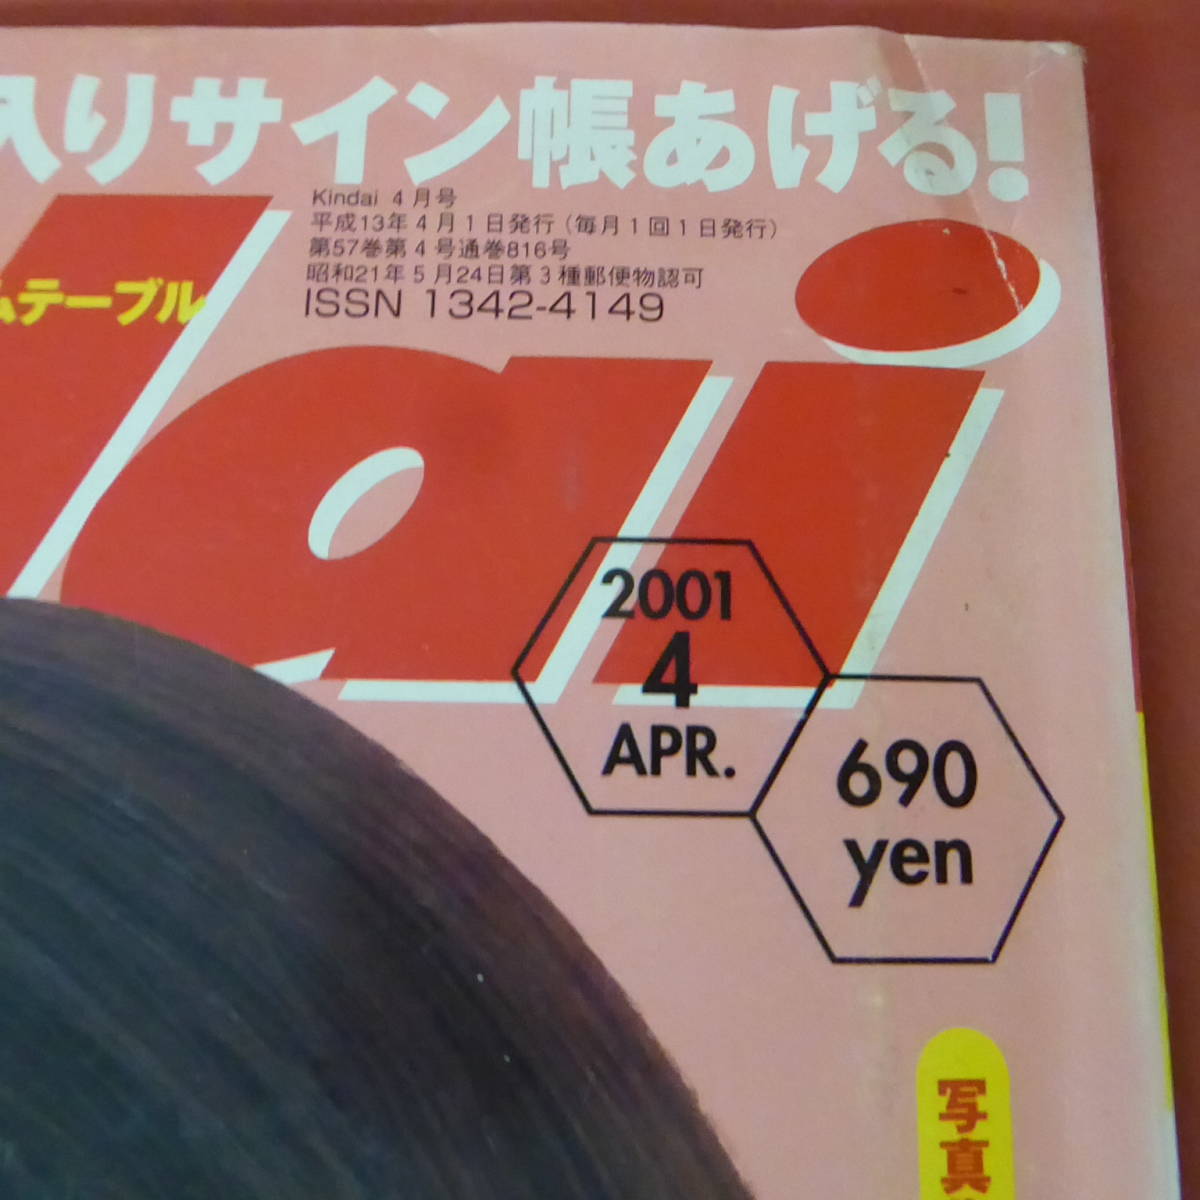 入りサイン帳あげる!
Kindai 4月号
平成13年4月1日発行(毎月1回1日発行)
第57巻第4号通巻816号
昭和21年5月24日第3種郵便物認可
ISSN 1342-4149
ムテーブル
dai
2001
4
APR.
690
yen
写真